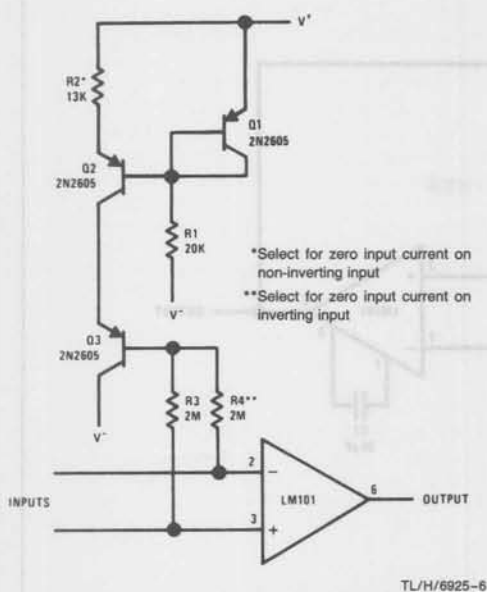 V+
R2*
13K
Q1
2N2605
Q2
2N2605
R1
20K
*Select for zero input current on
non-inverting input
**Select for zero input current on
inverting input
V-
Q3
2N2605
R3
2M
R4**
2M
V-
2
-
INPUTS
LM101
6
OUTPUT
3
+
TL/H/6925-6